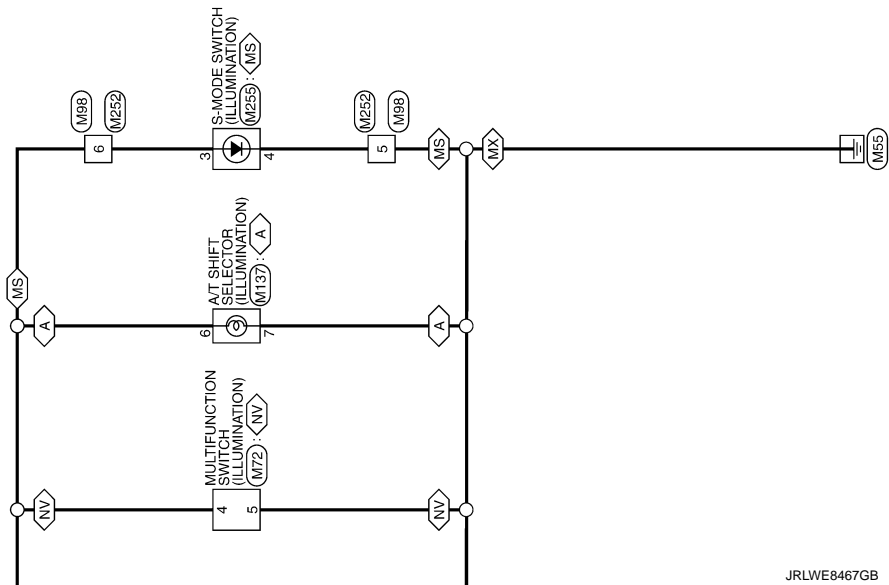 M98
M252
6
S-MODE SWITCH
(ILLUMINATION)
M255 : MS
3
4
M252
M98
5
MS
MX
M55
MS
A
A/T SHIFT
SELECTOR
(ILLUMINATION)
M137 : A
6
7
A
NV
MULTIFUNCTION
SWITCH
(ILLUMINATION)
M72 : NV
4
5
NV
JRLWE8467GB